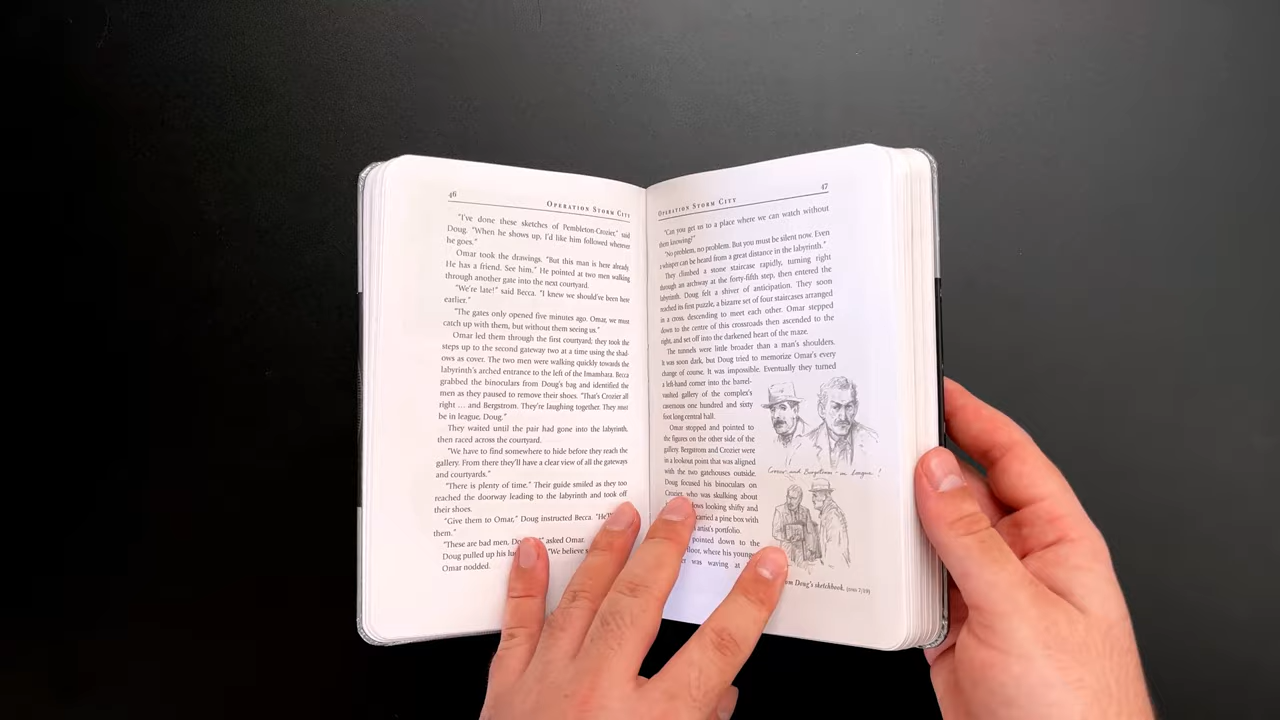 46
OPERATION STORM CITY
"I've done these sketches of Pembleton-Crozier," said
Doug. "When he shows up, I'd like him followed wherever
he goes."
Omar took the drawings. "But this man is here already.
He has a friend. See him." He pointed at two men walking
through another gate into the next courtyard.
"We're late!" said Becca. "I knew we should've been here
earlier."
"The gates only opened five minutes ago. Omar, we must
catch up with them, but without them seeing us."
Omar led them through the first courtyard; they took the
steps up to the second gateway two at a time using the shad-
ows as cover. The two men were walking quickly towards the
labyrinth's arched entrance to the left of the Imambara. Becca
grabbed the binoculars from Doug's bag and identified the
men as they paused to remove their shoes. "That's Crozier all
right … and Bergstrom. They're laughing together. They must
be in league, Doug."
They waited until the pair had gone into the labyrinth,
then raced across the courtyard.
"We have to find somewhere to hide before they reach the
gallery. From there they'll have a clear view of all the gateways
and courtyards."
"There is plenty of time." Their guide smiled as they too
reached the doorway leading to the labyrinth and took off
their shoes.
"Give them to Omar," Doug instructed Becca.
them."
"These are bad men, asked Omar.
Doug pulled up his "We believe
Omar nodded.
47
OPERATION STORM CITY
"Can you get us to a place where we can watch without
them knowing?"
"No problem, no problem. But you must be silent now. Even
a whisper can be heard from a great distance in the labyrinth."
They climbed a stone staircase rapidly, turning right
through an archway at the forty-fifth step, then entered the
labyrinth. Doug felt a shiver of anticipation. They soon
reached its first puzzle, a bizarre set of four staircases arranged
in a cross, descending to meet each other. Omar stepped
down to the centre of this crossroads then ascended to the
right, and set off into the darkened heart of the maze.
The tunnels were little broader than a man's shoulders.
It was soon dark, but Doug tried to memorize Omar's every
change of course. It was impossible. Eventually they turned
a left-hand corner into the barrel-
vaulted gallery of the complex's
cavernous one hundred and sixty
foot long central hall.
Omar stopped and pointed to
the figures on the other side of the
gallery. Bergstrom and Crozier were
in a lookout point that was aligned
with the two gatehouses outside.
Doug focused his binoculars on
Crozier, who was skulking about
looking shifty and
carried a pine box with
artist's portfolio.
pointed down to the
floor, where his younger
was waving at
Crozier and Bergstrom - in league!
Doug's sketchbook.